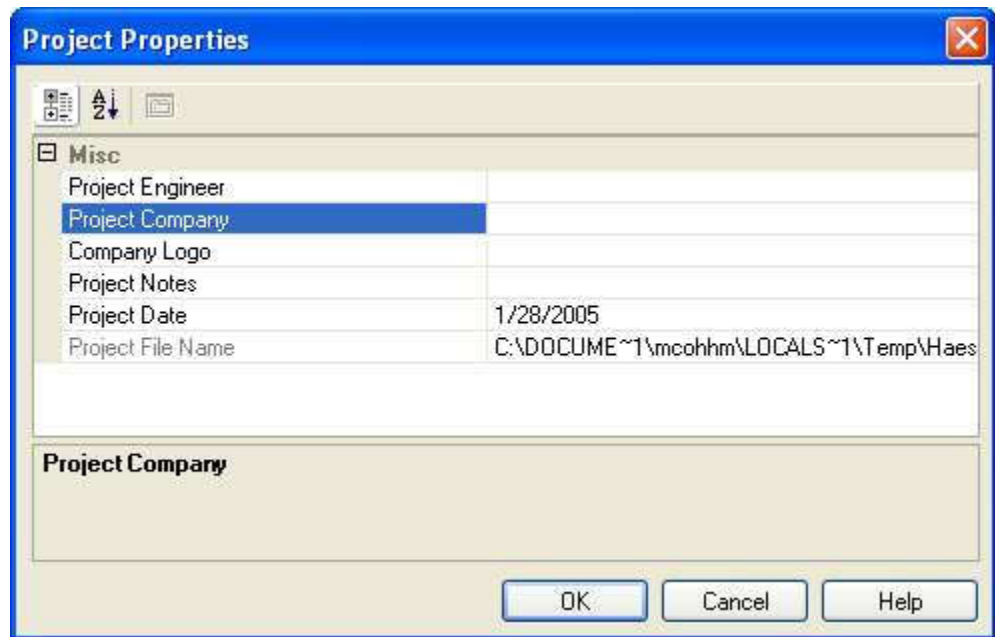 Project Properties
Misc
Project Engineer
Project Company
Company Logo
Project Notes
Project Date 1/28/2005
Project File Name C:\DOCUME~1\mcohhm\LOCALS~1\Temp\Haes
Project Company
OK Cancel Help